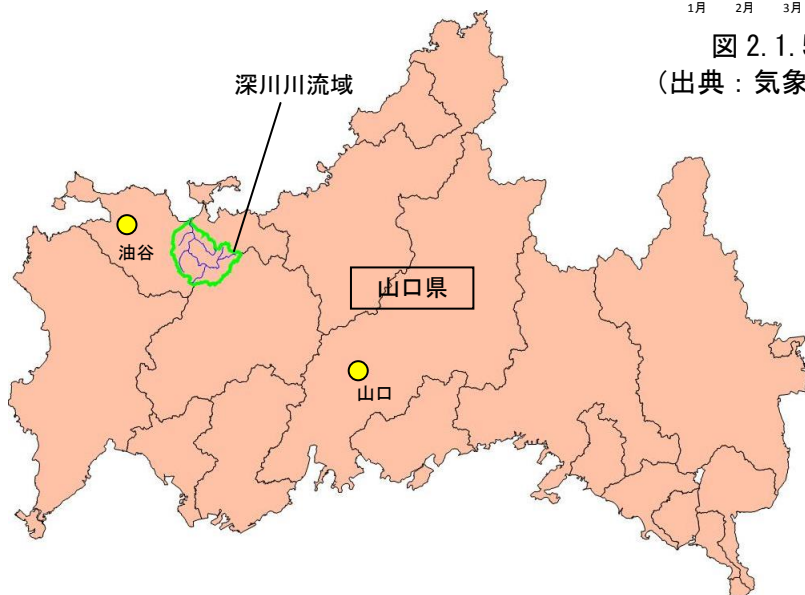 1月 2月 3月
図 2.1.5
（出典：気象
深川川流域
油谷
山口県
山口